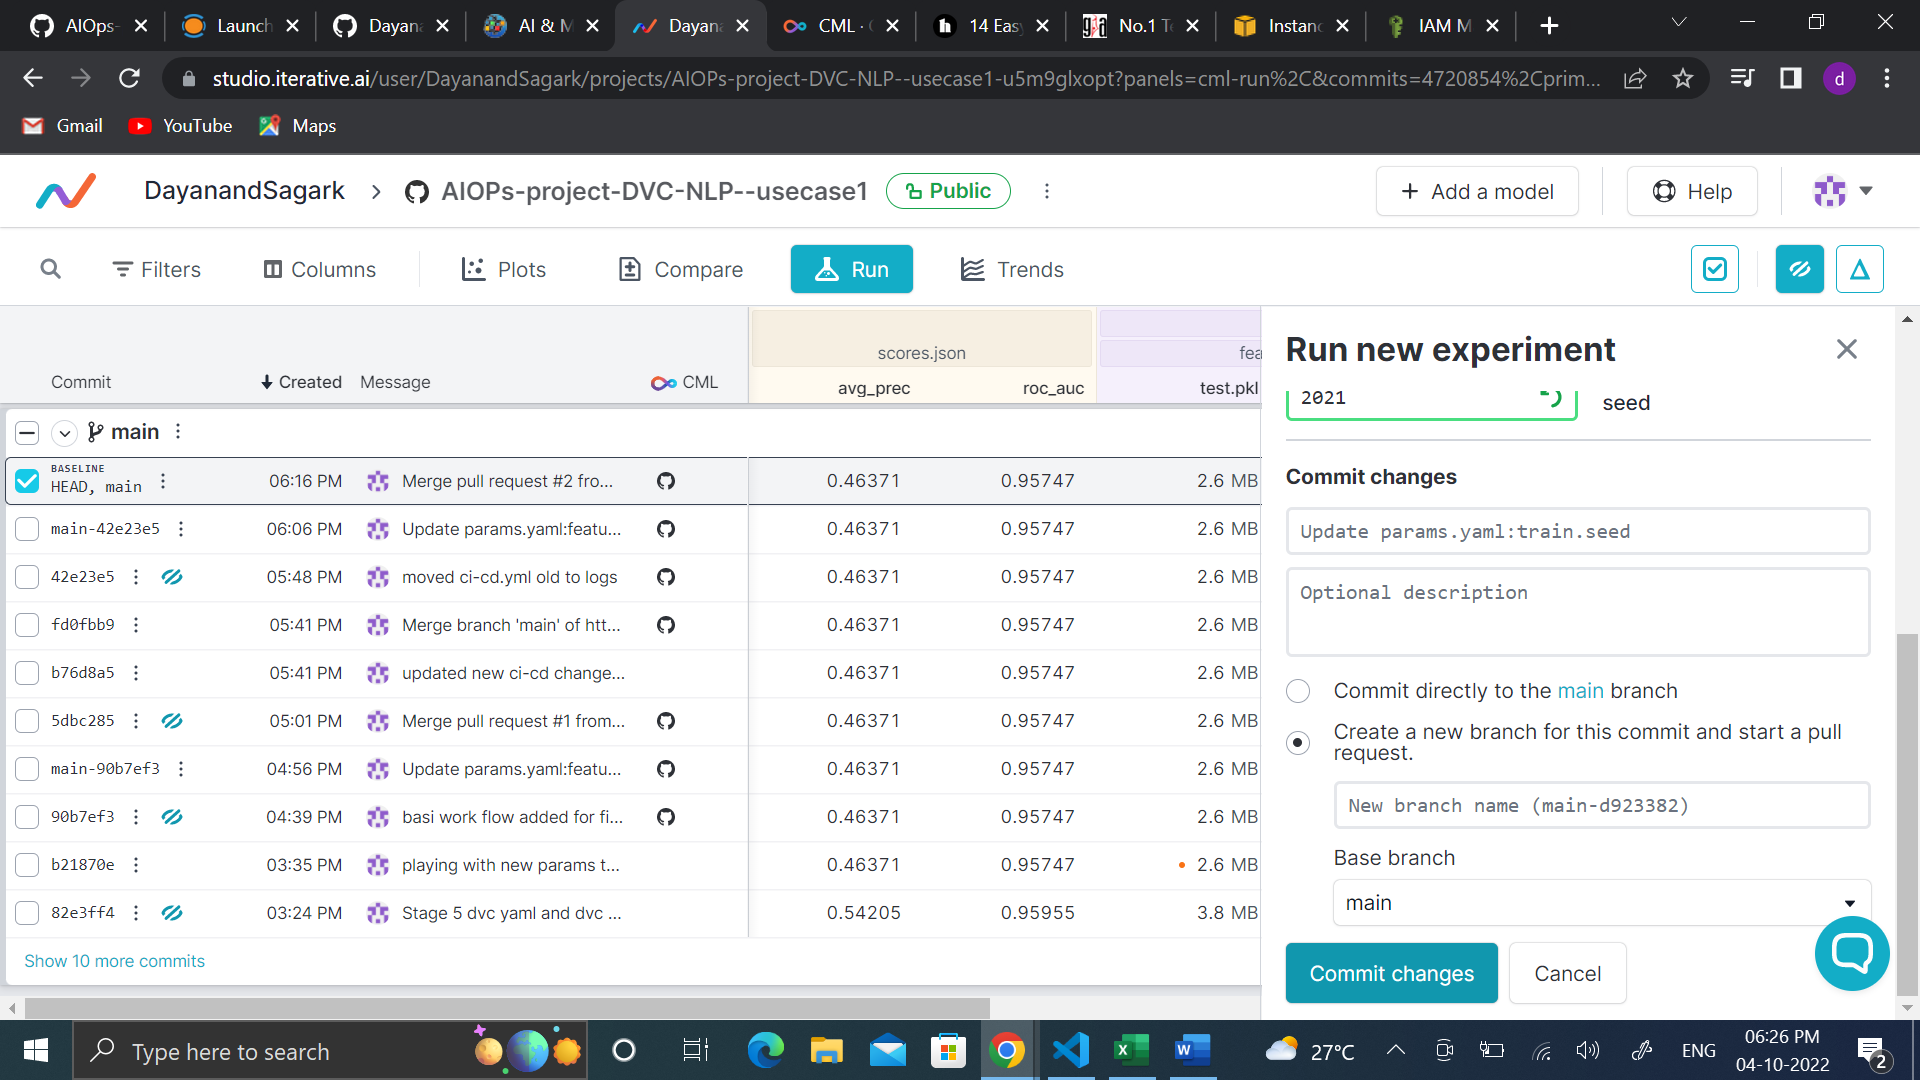 AIOps-
Launch
Dayan
AI & M
Dayan
CML · 
14 Eas
No.1 T
Instan
IAM M
studio.iterative.ai/user/DayanandSagark/projects/AIOPs-project-DVC-NLP--usecase1-u5m9glxopt?panels=cml-run%2C&commits=4720854%2Cprim...
d
Gmail
YouTube
Maps
DayanandSagark > AIOPs-project-DVC-NLP--usecase1
Public
+ Add a model
Help
Filters
Columns
Plots
Compare
Run
Trends
scores.json
fea
Commit
Created
Message
CML
avg_prec
roc_auc
test.pkl
main
BASELINE
HEAD, main 06:16 PM Merge pull request #2 fro... 0.46371 0.95747 2.6 MB
main-42e23e5 06:06 PM Update params.yaml:featu... 0.46371 0.95747 2.6 MB
42e23e5 05:48 PM moved ci-cd.yml old to logs 0.46371 0.95747 2.6 MB
fd0fbb9 05:41 PM Merge branch 'main' of htt... 0.46371 0.95747 2.6 MB
b76d8a5 05:41 PM updated new ci-cd change... 0.46371 0.95747 2.6 MB
5dbc285 05:01 PM Merge pull request #1 from... 0.46371 0.95747 2.6 MB
main-90b7ef3 04:56 PM Update params.yaml:featu... 0.46371 0.95747 2.6 MB
90b7ef3 04:39 PM basi work flow added for fi... 0.46371 0.95747 2.6 MB
b21870e 03:35 PM playing with new params t... 0.46371 0.95747 2.6 MB
82e3ff4 03:24 PM Stage 5 dvc yaml and dvc ... 0.54205 0.95955 3.8 MB
Show 10 more commits
Run new experiment
2021
seed
Commit changes
Update params.yaml:train.seed
Optional description
Commit directly to the main branch
Create a new branch for this commit and start a pull
request.
New branch name (main-d923382)
Base branch
main
Commit changes
Cancel
Type here to search
27°C
ENG
06:26 PM
04-10-2022
2